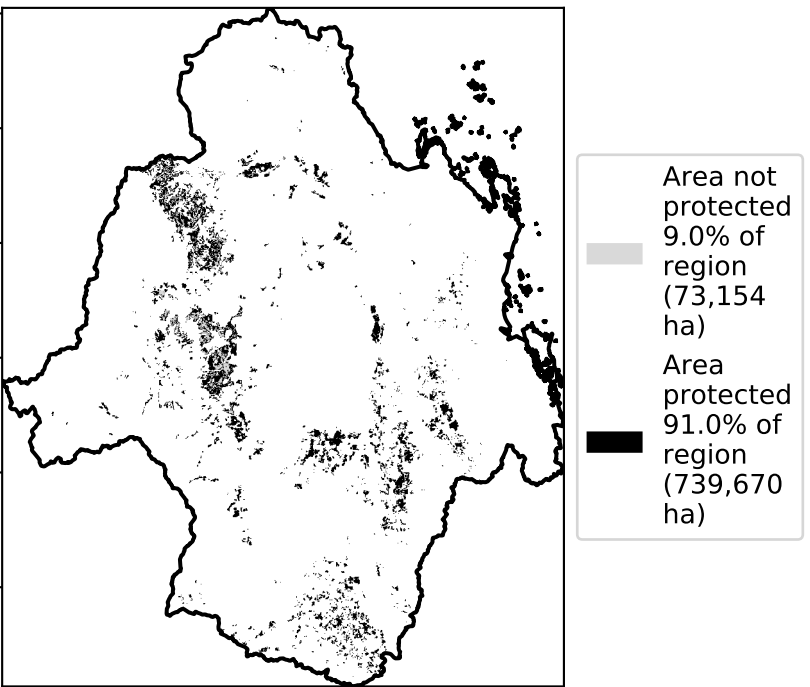 Area not
protected
9.0% of
region
(73,154
ha)
Area
protected
91.0% of
region
(739,670
ha)